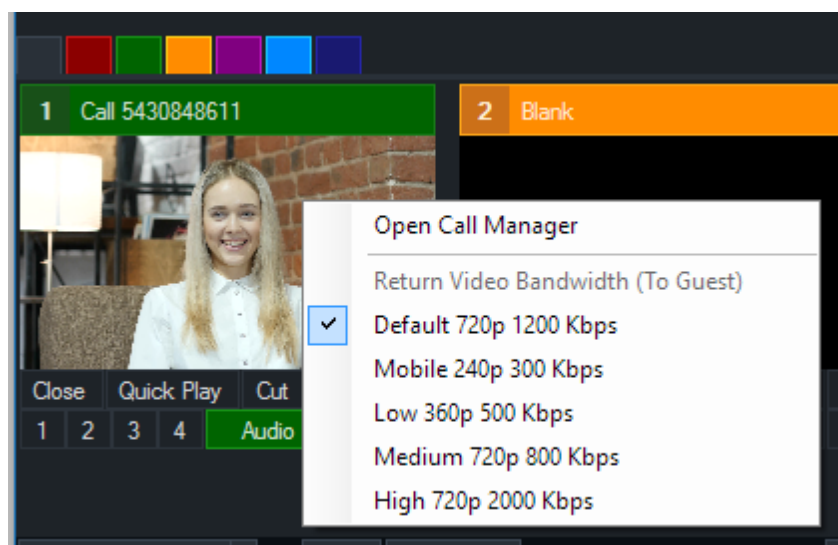 1 Call 5430848611
2 Blank
Open Call Manager
Return Video Bandwidth (To Guest)
Default 720p 1200 Kbps
Mobile 240p 300 Kbps
Low 360p 500 Kbps
Medium 720p 800 Kbps
High 720p 2000 Kbps
Close Quick Play Cut
1 2 3 4 Audio